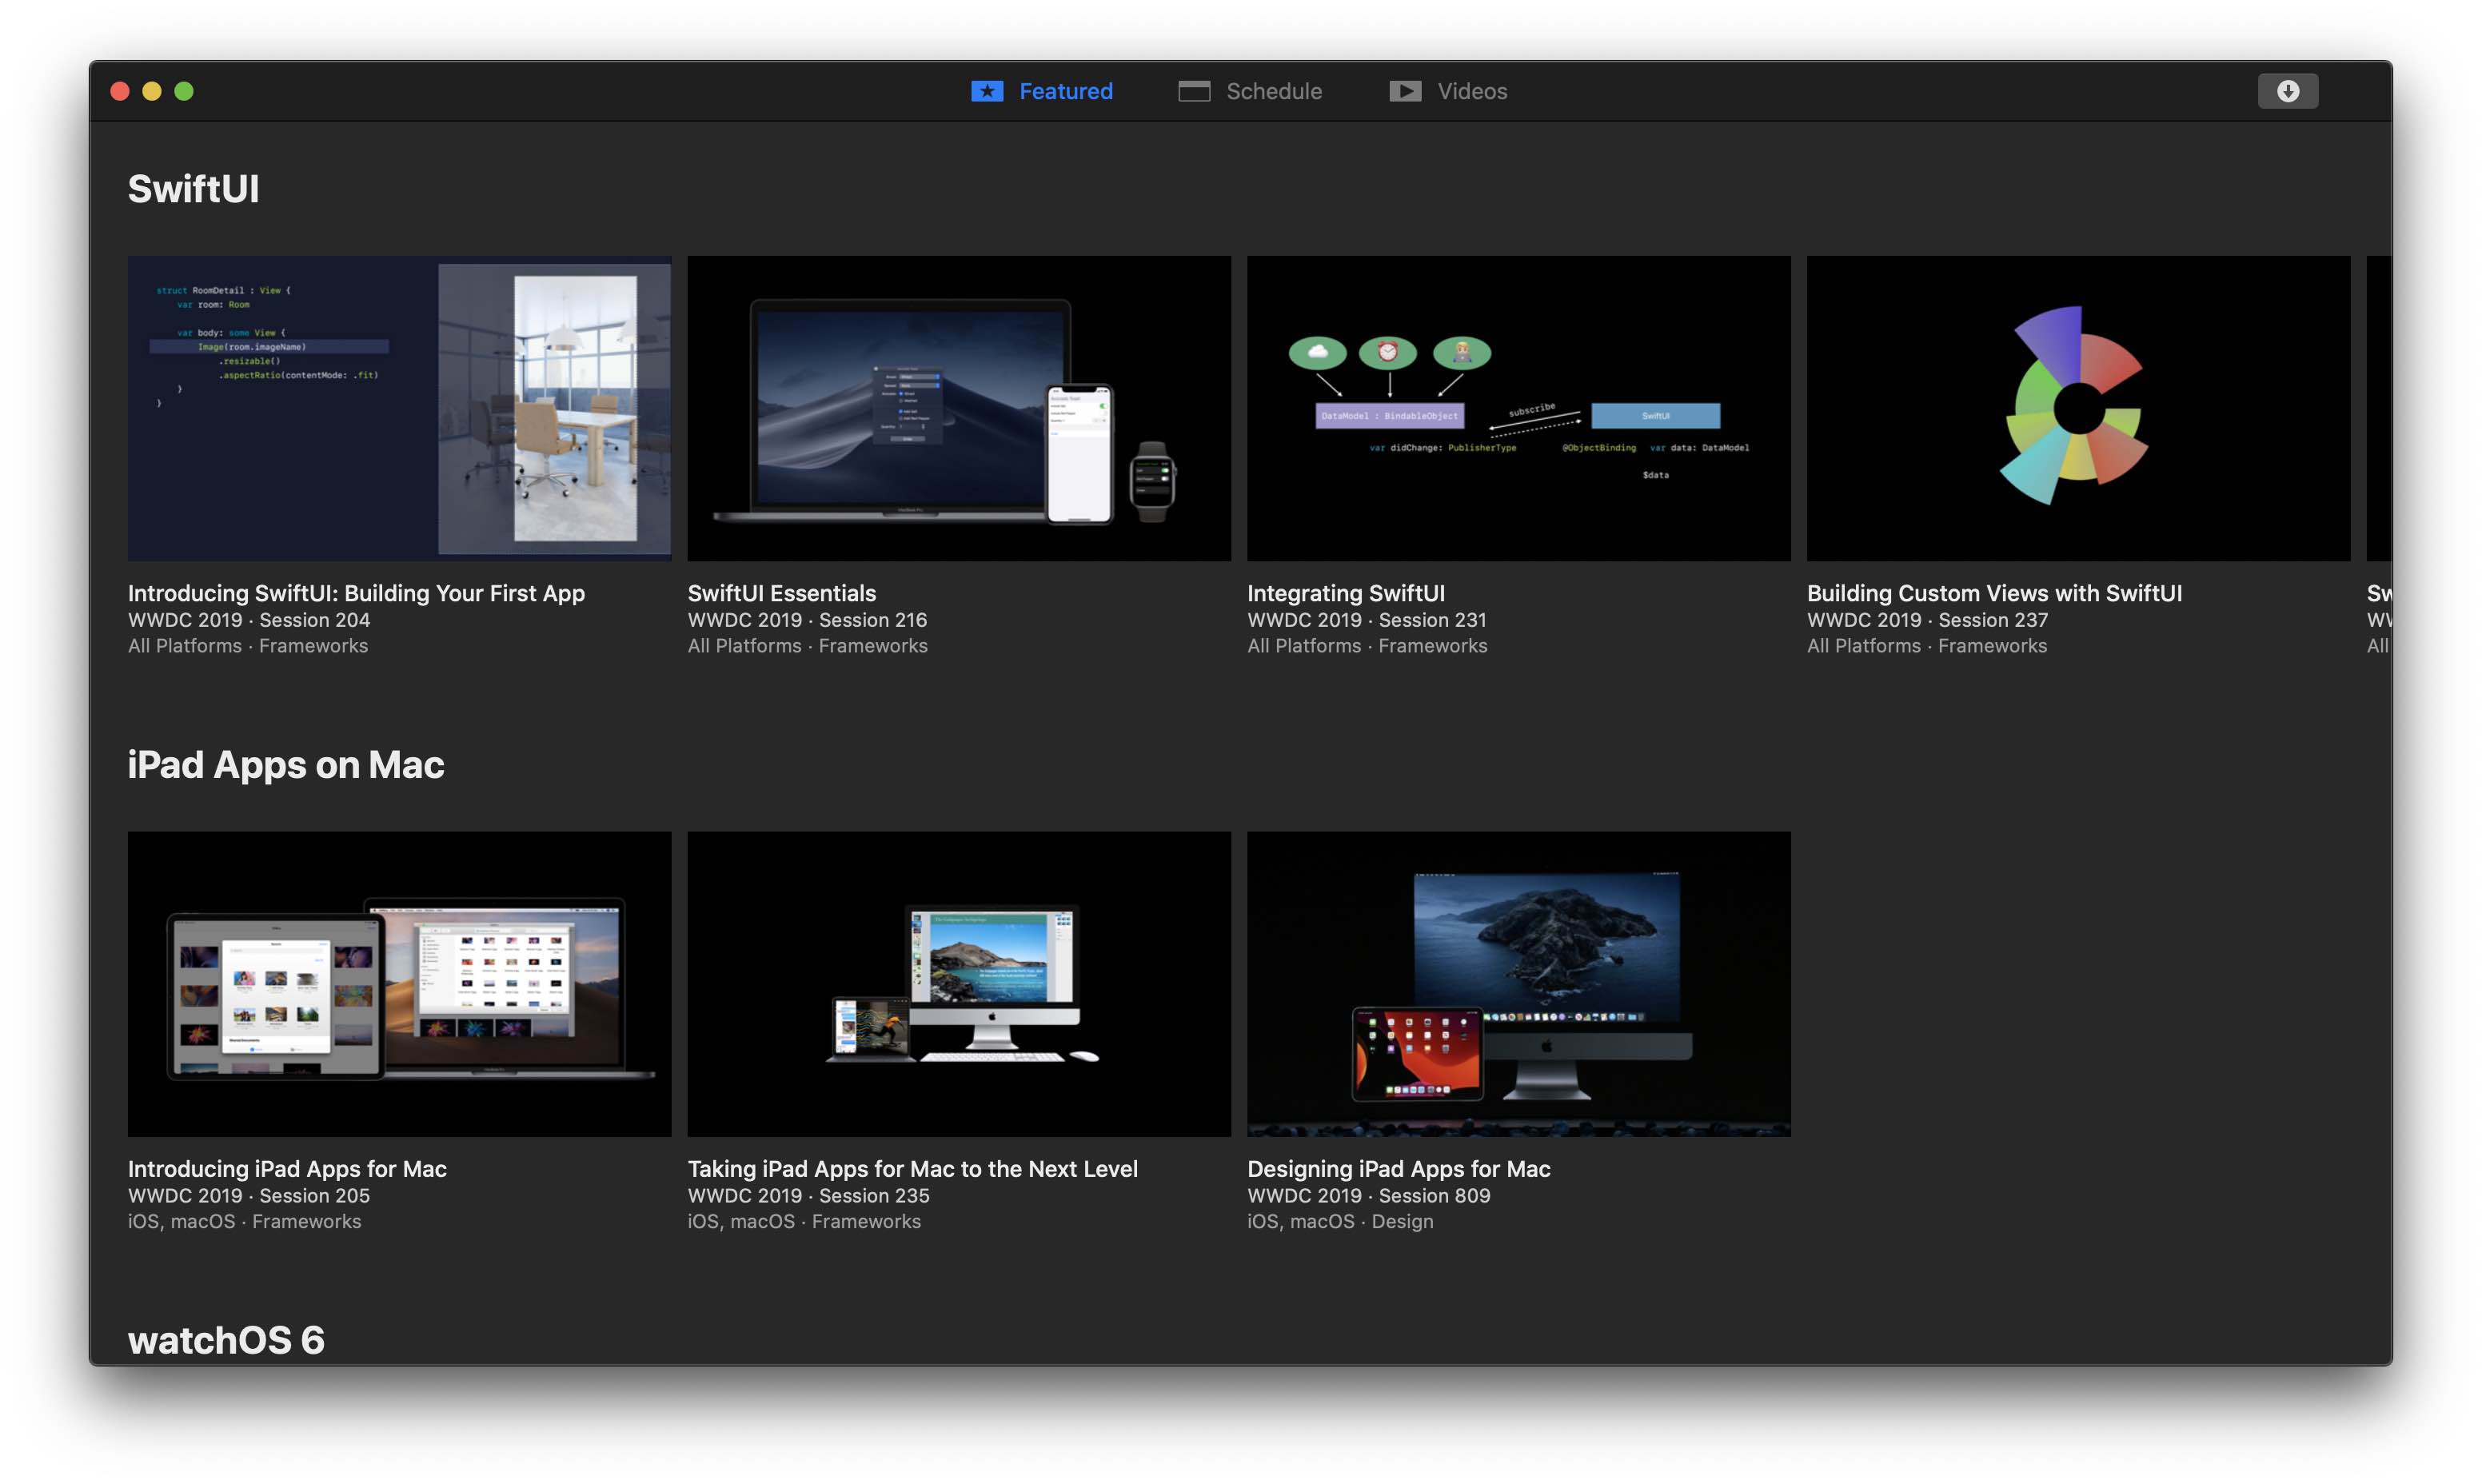 Featured
Schedule
Videos
SwiftUI
struct RoomDetail : View {
var room: Room
var body: some View {
Image(room.imageName)
.resizable()
.aspectRatio(contentMode: .fit)
}
}
DataModel : BindableObject
subscribe
SwiftUI
var didChange: PublisherType
@ObjectBinding var data: DataModel
$data
Introducing SwiftUI: Building Your First App
WWDC 2019 · Session 204
All Platforms · Frameworks
SwiftUI Essentials
WWDC 2019 · Session 216
All Platforms · Frameworks
Integrating SwiftUI
WWDC 2019 · Session 231
All Platforms · Frameworks
Building Custom Views with SwiftUI
WWDC 2019 · Session 237
All Platforms · Frameworks
Sw
WW
All
iPad Apps on Mac
Introducing iPad Apps for Mac
WWDC 2019 · Session 205
iOS, macOS · Frameworks
Taking iPad Apps for Mac to the Next Level
WWDC 2019 · Session 235
iOS, macOS · Frameworks
Designing iPad Apps for Mac
WWDC 2019 · Session 809
iOS, macOS · Design
watchOS 6